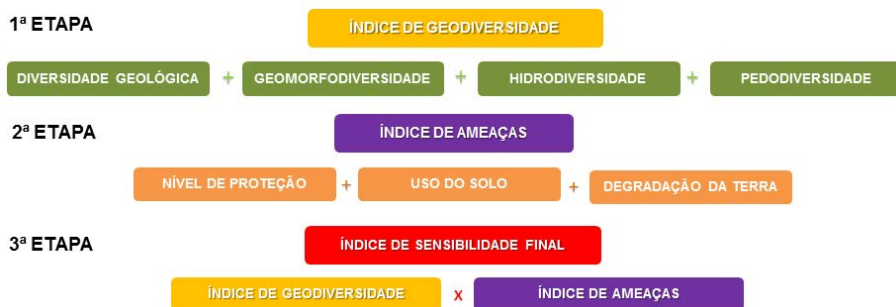 1ª ETAPA
ÍNDICE DE GEODIVERSIDADE
DIVERSIDADE GEOLÓGICA + GEOMORFODIVERSIDADE + HIDRODIVERSIDADE + PEDODIVERSIDADE
2ª ETAPA
ÍNDICE DE AMEAÇAS
NÍVEL DE PROTEÇÃO + USO DO SOLO + DEGRADAÇÃO DA TERRA
3ª ETAPA
ÍNDICE DE SENSIBILIDADE FINAL
ÍNDICE DE GEODIVERSIDADE X ÍNDICE DE AMEAÇAS